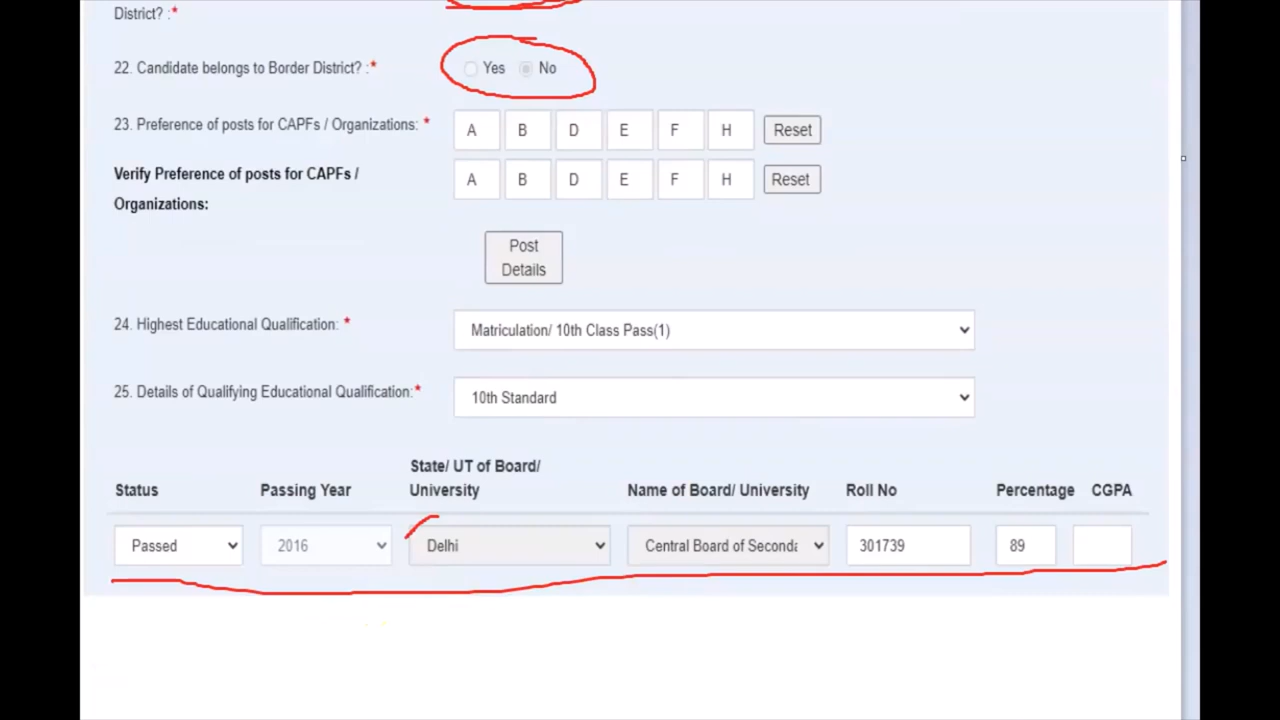 District? :*
22. Candidate belongs to Border District? :* Yes No
23. Preference of posts for CAPFs / Organizations: * A B D E F H Reset
Verify Preference of posts for CAPFs / Organizations: A B D E F H Reset
Post Details
24. Highest Educational Qualification: * Matriculation/ 10th Class Pass(1)
25. Details of Qualifying Educational Qualification:* 10th Standard
Status Passing Year State/ UT of Board/ University Name of Board/ University Roll No Percentage CGPA
Passed 2016 Delhi Central Board of Seconda 301739 89